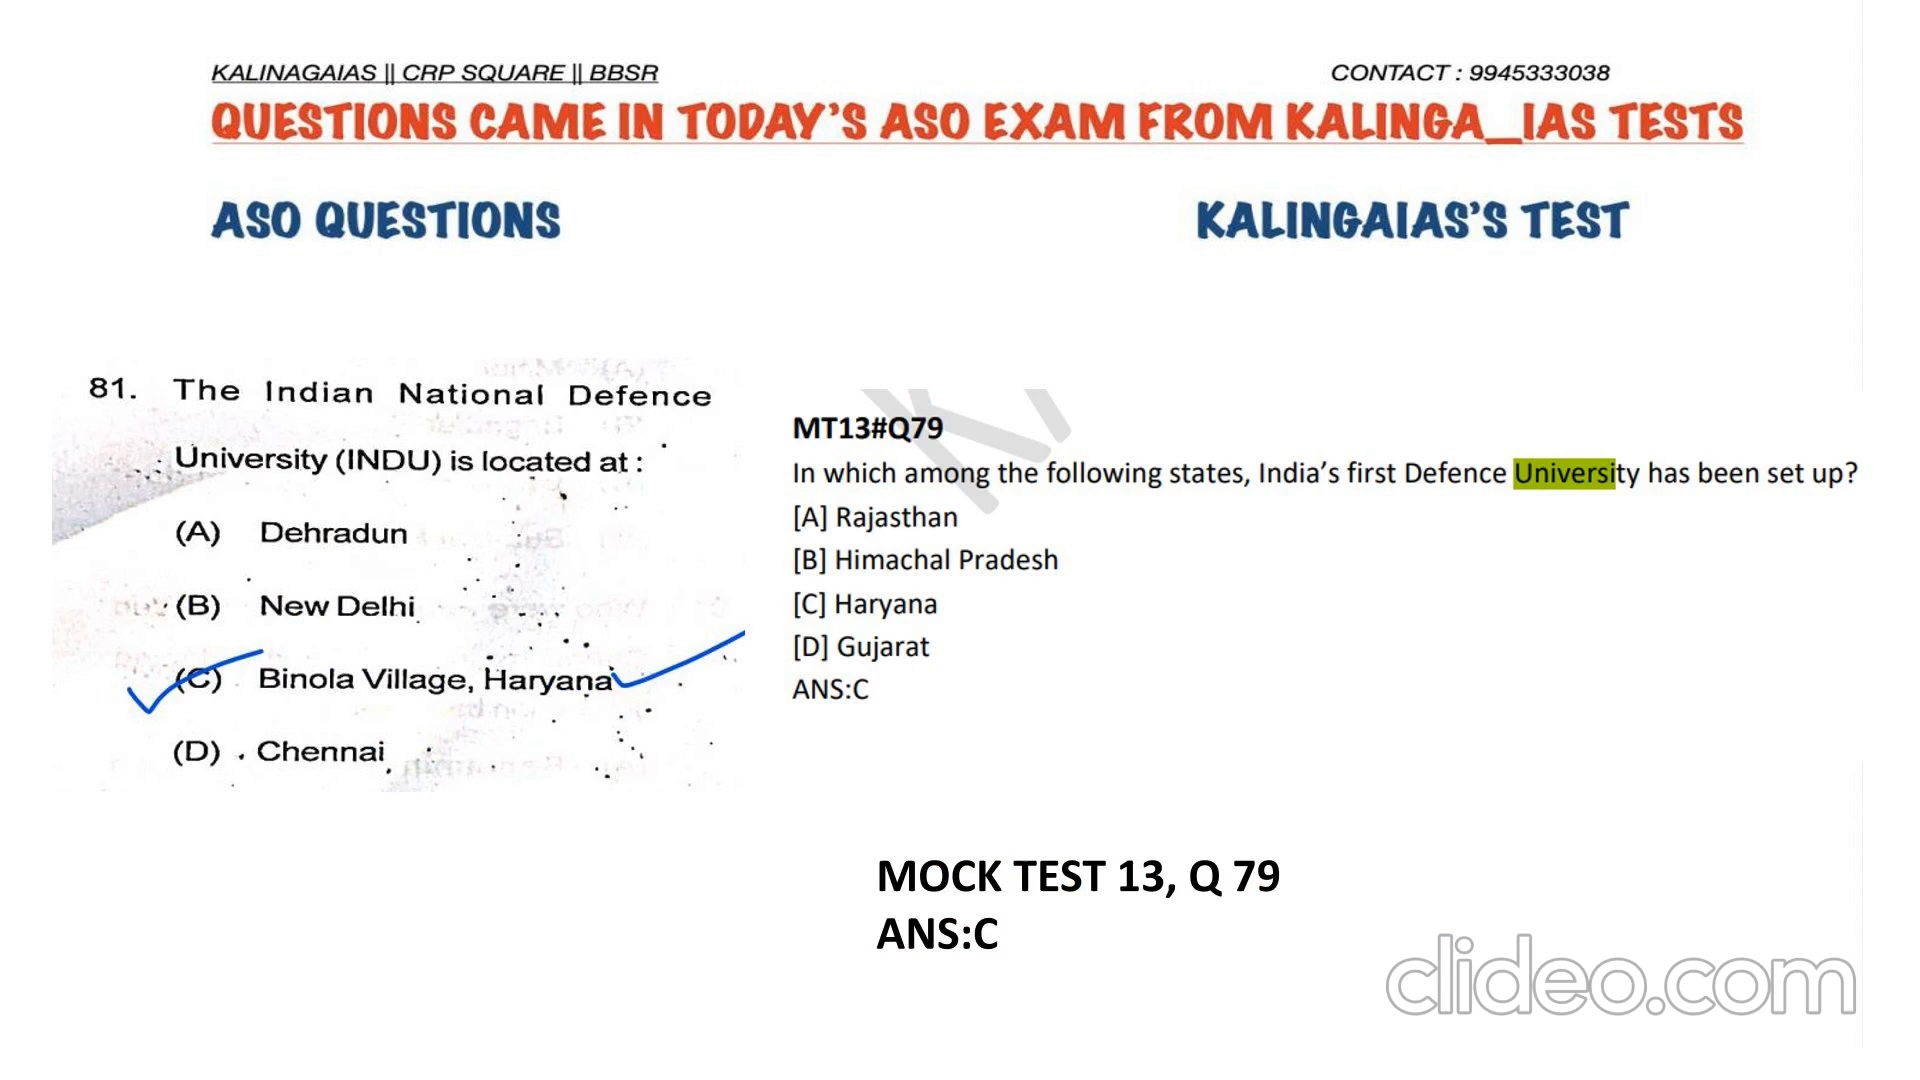 KALINAGAIAS || CRP SQUARE || BBSR
CONTACT : 9945333038
QUESTIONS CAME IN TODAY'S ASO EXAM FROM KALINGA_IAS TESTS
ASO QUESTIONS
KALINGAIAS'S TEST
81. The Indian National Defence
University (INDU) is located at :
(A) Dehradun
(B) New Delhi
(C) Binola Village, Haryana
(D) Chennai
MT13#Q79
In which among the following states, India’s first Defence University has been set up?
[A] Rajasthan
[B] Himachal Pradesh
[C] Haryana
[D] Gujarat
ANS:C
MOCK TEST 13, Q 79
ANS:C
clideo.com